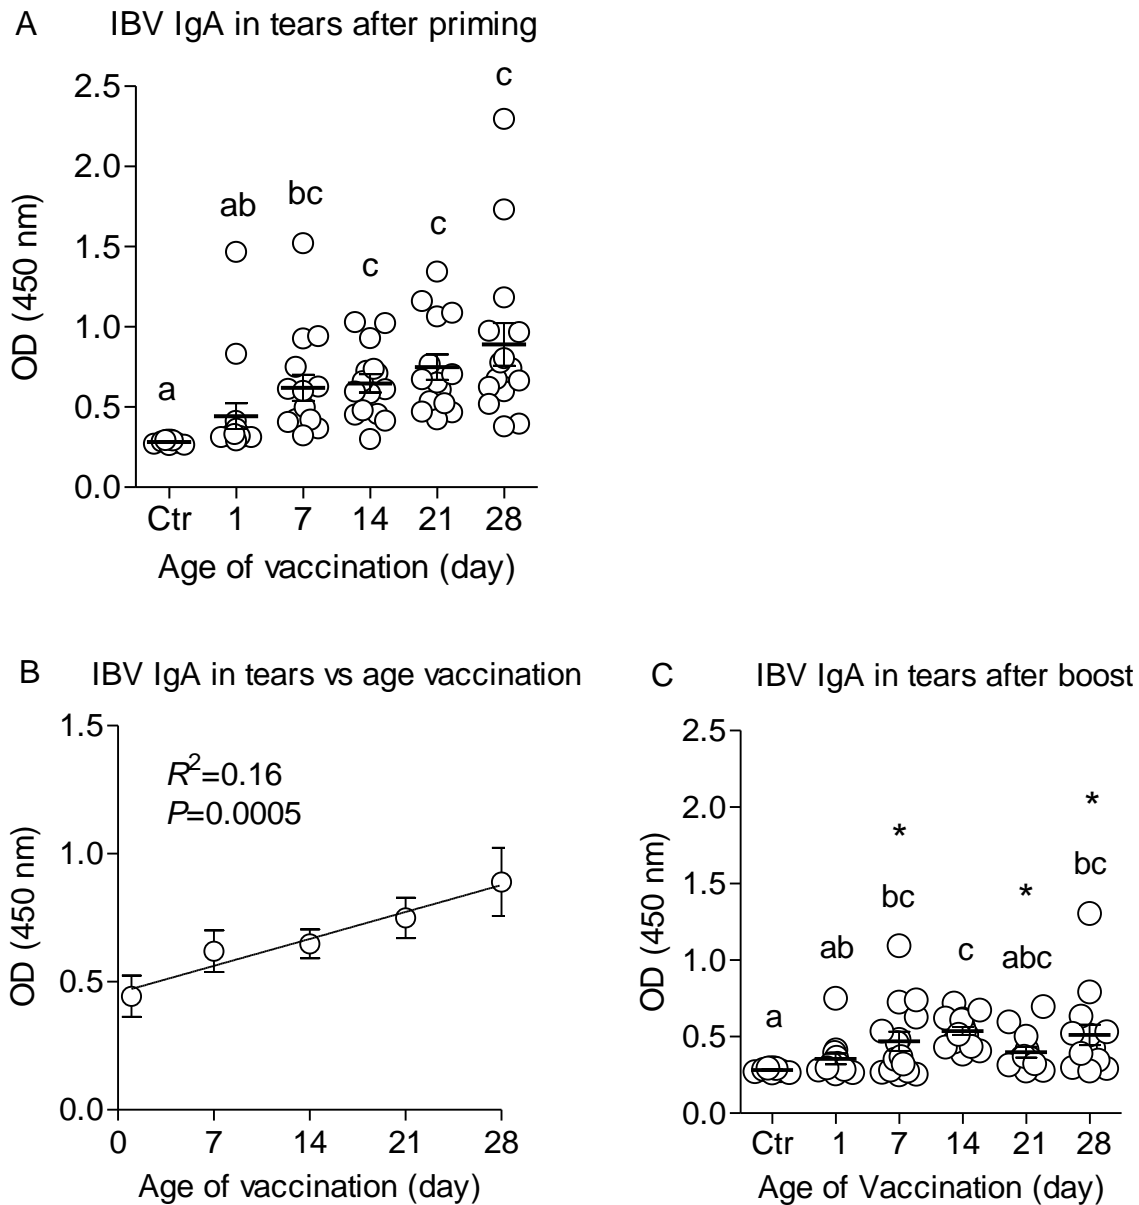 A IBV IgA in tears after priming
OD (450 nm)
2.5
2.0
1.5
1.0
0.5
0.0
a
ab
bc
c
c
c
Ctr 1 7 14 21 28
Age of vaccination (day)
B IBV IgA in tears vs age vaccination
OD (450 nm)
1.5
1.0
0.5
0.0
R2=0.16
P=0.0005
0 7 14 21 28
Age of vaccination (day)
C IBV IgA in tears after boost
OD (450 nm)
2.5
2.0
1.5
1.0
0.5
0.0
a
ab
*
bc
c
*
abc
*
bc
Ctr 1 7 14 21 28
Age of Vaccination (day)